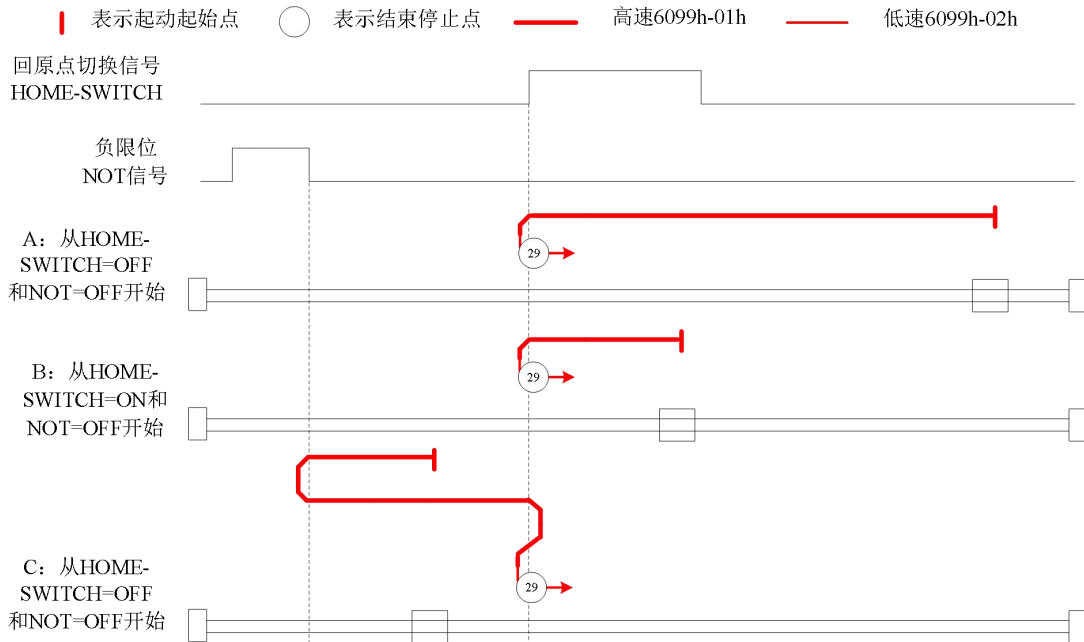 表示起动起始点
表示结束停止点
高速6099h-01h
低速6099h-02h
回原点切换信号
HOME-SWITCH
负限位
NOT信号
A：从HOME-
SWITCH=OFF
和NOT=OFF开始
29
B：从HOME-
SWITCH=ON和
NOT=OFF开始
29
C：从HOME-
SWITCH=OFF
和NOT=OFF开始
29